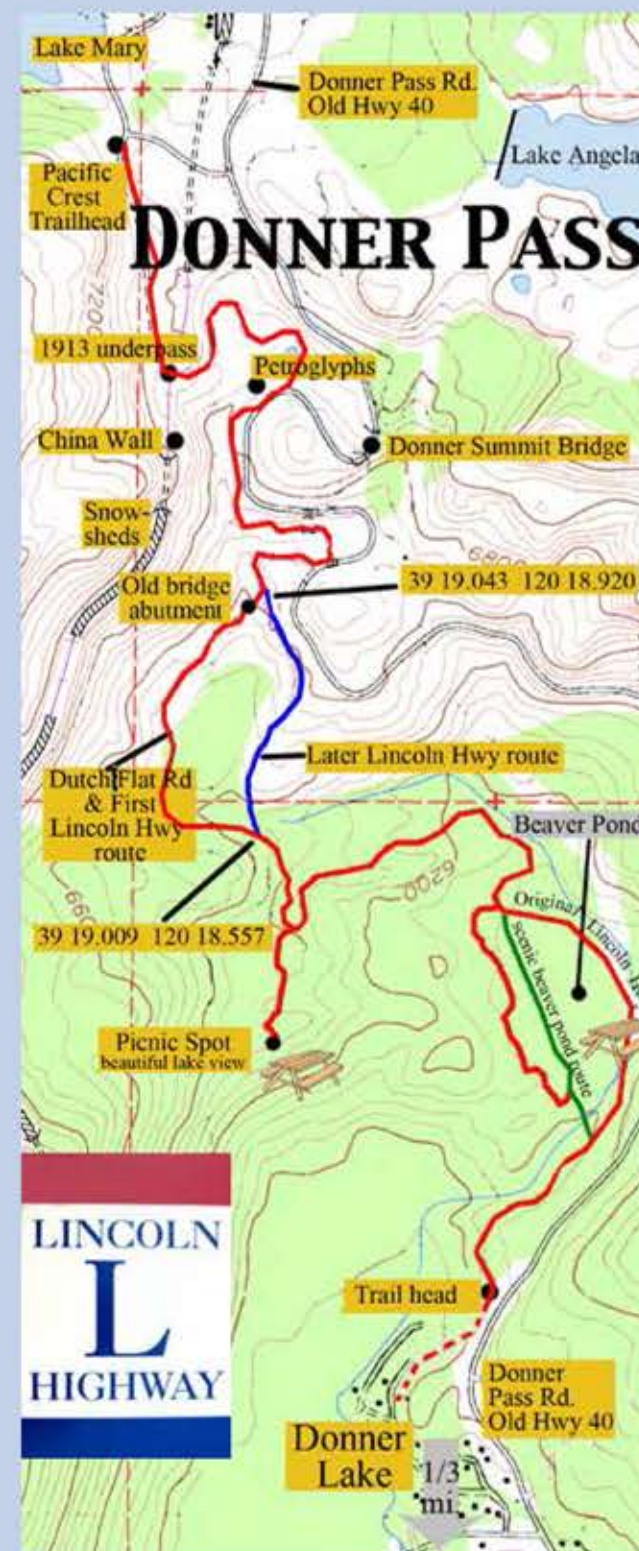 Lake Mary
Donner Pass Rd.
Old Hwy 40
Lake Angela
Pacific
Crest
Trailhead
DONNER PASS
7200
1913 underpass
Petroglyphs
China Wall
Donner Summit Bridge
Snow-
sheds
6800
39 19.043 120 18.920
Old bridge
abutment
Later Lincoln Hwy route
Dutch Flat Rd
& First
Lincoln Hwy
route
Beaver Pond
6200
6600
Original Lincoln
scenic beaver pond route
39 19.009 120 18.557
Picnic Spot
beautiful lake view
LINCOLN
L
HIGHWAY
Trail head
Donner
Pass Rd.
Old Hwy 40
Donner
Lake
1/3
mi.